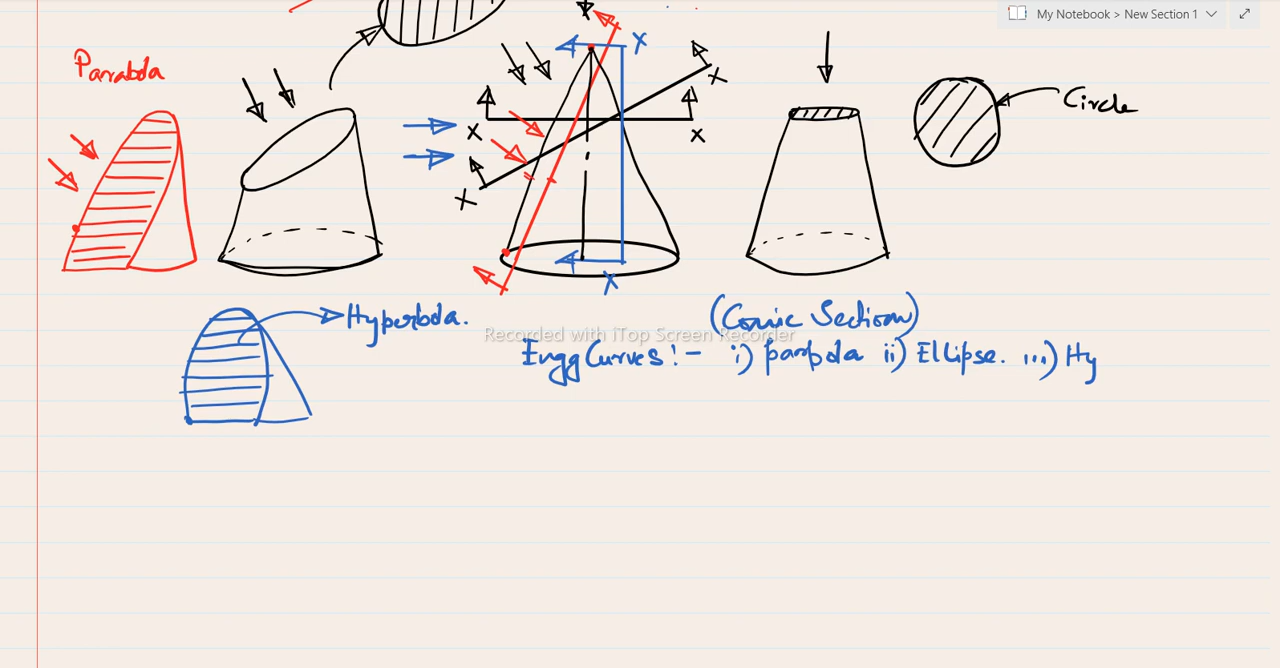 My Notebook > New Section 1
Parabola
X
X
X
X
X
X
Circle
Hyperbola.
(Conic Section)
Recorded with iTop Screen Recorder
Engg Curves :- i) parabola ii) Ellipse. iii) Hy